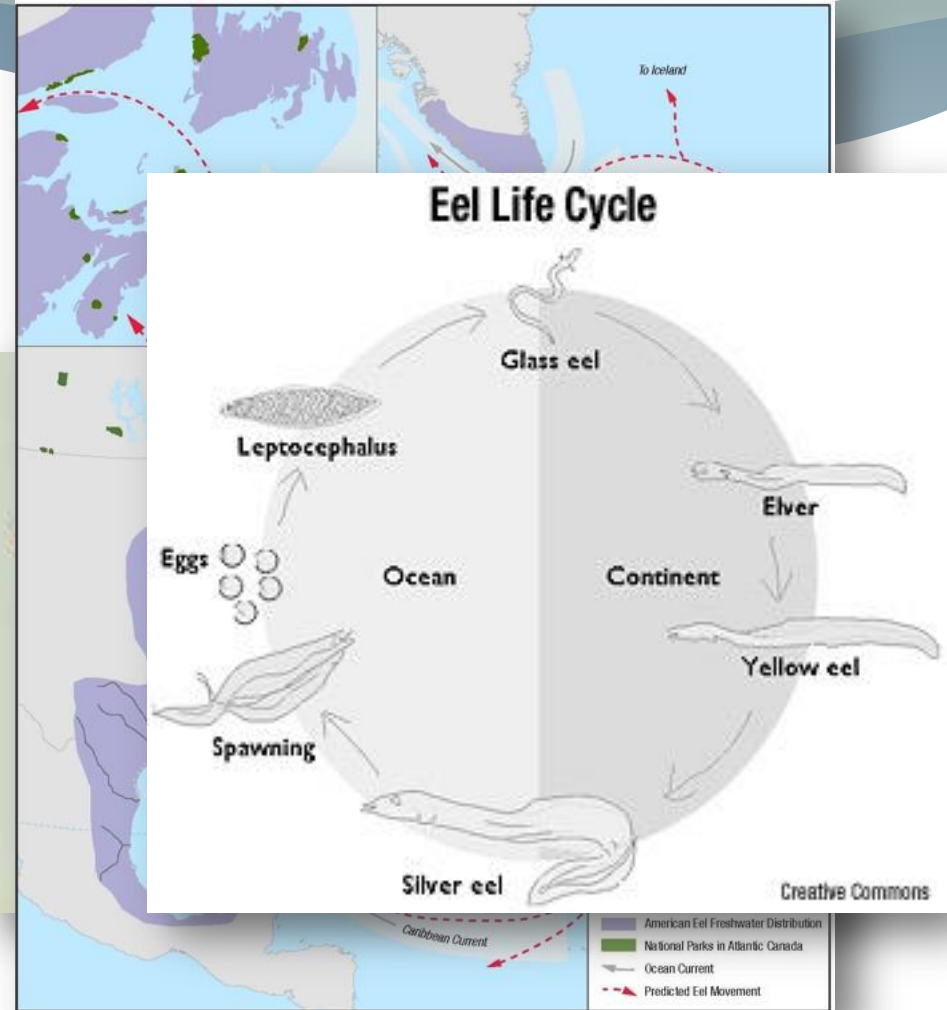 To Iceland
Eel Life Cycle
Glass eel
Leptocephalus
Elver
Eggs
Ocean
Continent
Yellow eel
Spawning
Silver eel
Creative Commons
Caribbean Current
American Eel Freshwater Distribution
National Parks in Atlantic Canada
Ocean Current
Predicted Eel Movement